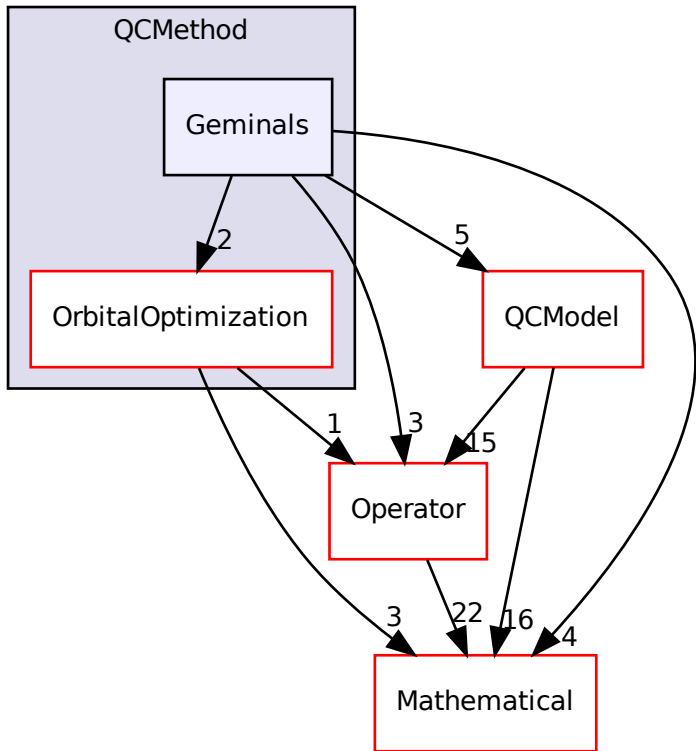 QCMethod
Geminals
2
5
OrbitalOptimization
QCModel
1
3
15
Operator
3
22
16
4
Mathematical